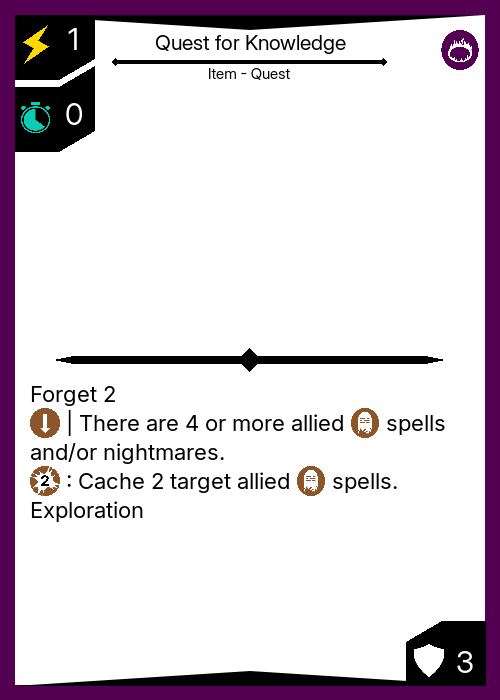 1
Quest for Knowledge
Item - Quest
0
Forget 2
| There are 4 or more allied spells
and/or nightmares.
2 : Cache 2 target allied spells.
Exploration
3